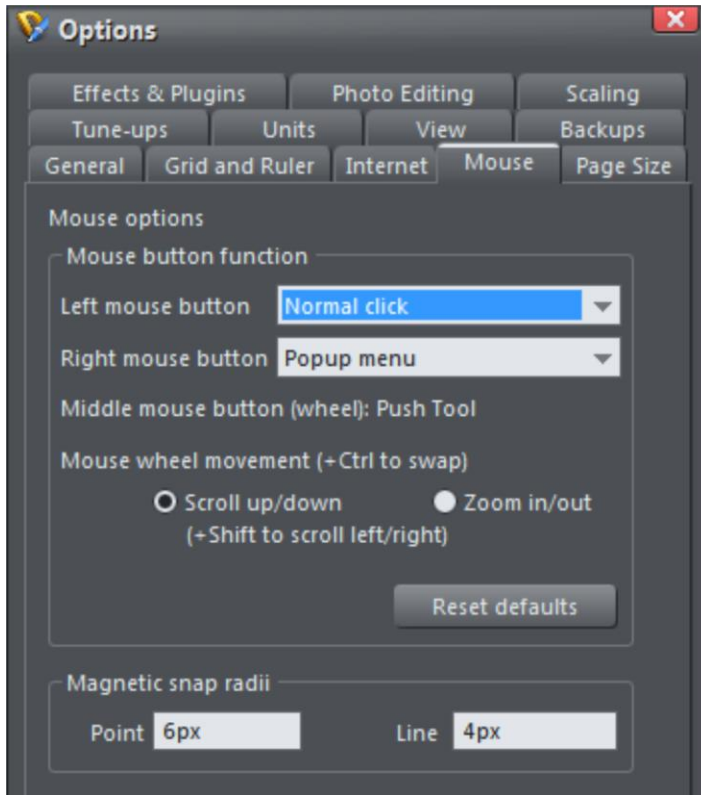 Options
Effects & Plugins Photo Editing Scaling
Tune-ups Units View Backups
General Grid and Ruler Internet Mouse Page Size
Mouse options
Mouse button function
Left mouse button Normal click
Right mouse button Popup menu
Middle mouse button (wheel): Push Tool
Mouse wheel movement (+Ctrl to swap)
Scroll up/down Zoom in/out
(+Shift to scroll left/right)
Reset defaults
Magnetic snap radii
Point 6px Line 4px